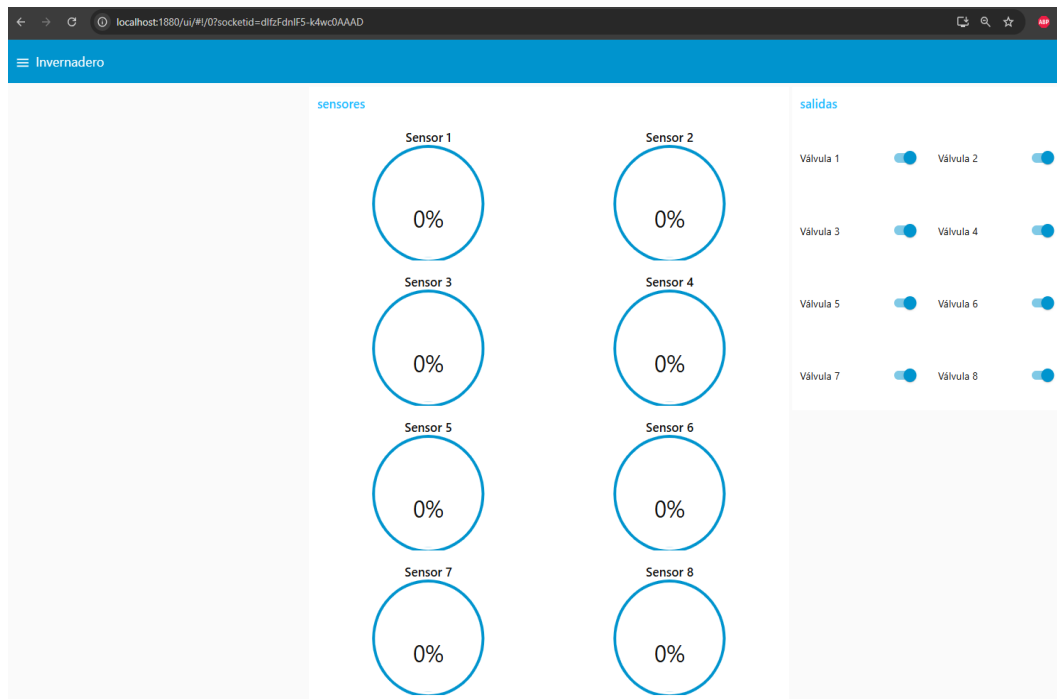 localhost:1880/ui/#!/0?socketid=dIfzFdnIF5-k4wc0AAAD
ABP
Invernadero
sensores
salidas
Sensor 1
Sensor 2
0%
0%
Válvula 1
Válvula 2
Válvula 3
Válvula 4
Sensor 3
Sensor 4
0%
0%
Válvula 5
Válvula 6
Válvula 7
Válvula 8
Sensor 5
Sensor 6
0%
0%
Sensor 7
Sensor 8
0%
0%